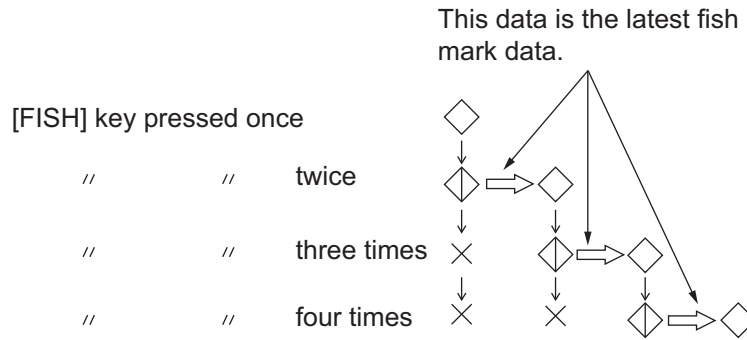 This data is the latest fish
mark data.
[FISH] key pressed once
〃 〃 twice
〃 〃 three times
〃 〃 four times